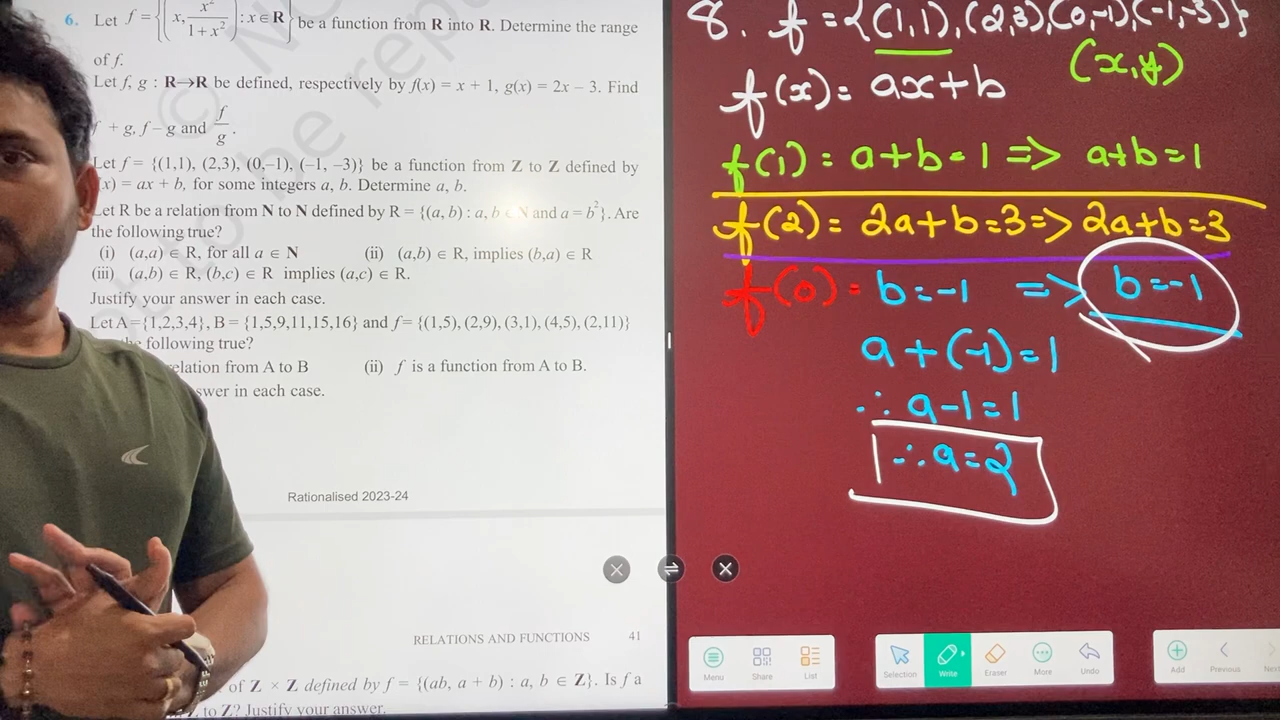 6. Let f = {(x, x²/1+x²) : x ∈ R} be a function from R into R. Determine the range
of f.
Let f, g : R→R be defined, respectively by f(x) = x + 1, g(x) = 2x – 3. Find
+ g, f – g and f/g.
Let f = {(1,1), (2,3), (0,–1), (–1, –3)} be a function from Z to Z defined by
x) = ax + b, for some integers a, b. Determine a, b.
Let R be a relation from N to N defined by R = {(a, b) : a, b ∈ N and a = b²}. Are
the following true?
(i) (a,a) ∈ R, for all a ∈ N (ii) (a,b) ∈ R, implies (b,a) ∈ R
(iii) (a,b) ∈ R, (b,c) ∈ R implies (a,c) ∈ R.
Justify your answer in each case.
Let A ={1,2,3,4}, B = {1,5,9,11,15,16} and f = {(1,5), (2,9), (3,1), (4,5), (2,11)}
following true?
relation from A to B (ii) f is a function from A to B.
swer in each case.
Rationalised 2023-24
RELATIONS AND FUNCTIONS 41
of Z × Z defined by f = {(ab, a + b) : a, b ∈ Z}. Is f a
to Z? Justify your answer.
8. f = {(1,1), (2,3), (0,-1), (-1,-3)}
(x,y)
f(x) = ax+b
f(1) = a+b=1 => a+b=1
f(2) = 2a+b=3 => 2a+b=3
f(0) = b=-1 => b=-1
a+(-1)=1
∴ a-1=1
∴ a=2
Menu Share List Selection Write Eraser More Undo Add Previous